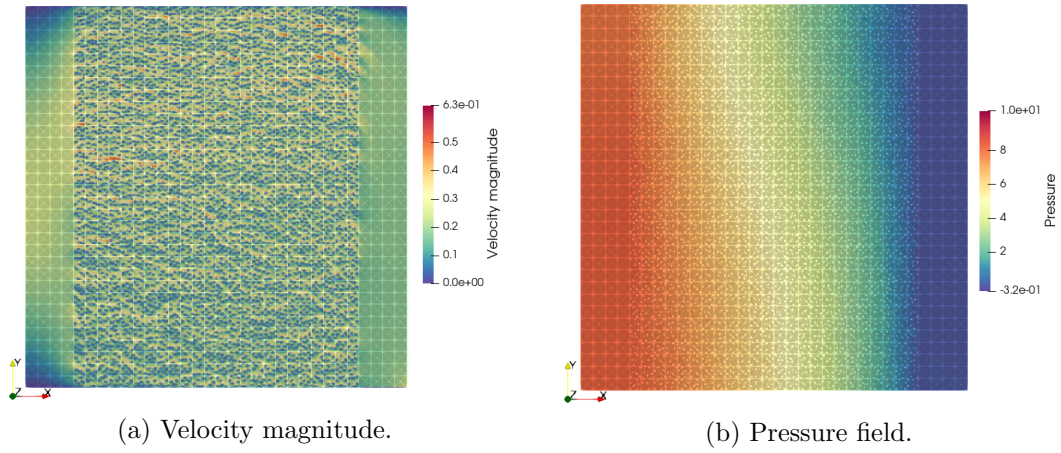 6.3e-01
0.5
0.4
0.3
0.2
0.1
0.0e+00
Velocity magnitude
Y
Z
X
(a) Velocity magnitude.
1.0e+01
8
6
4
2
-3.2e-01
Pressure
Y
Z
X
(b) Pressure field.